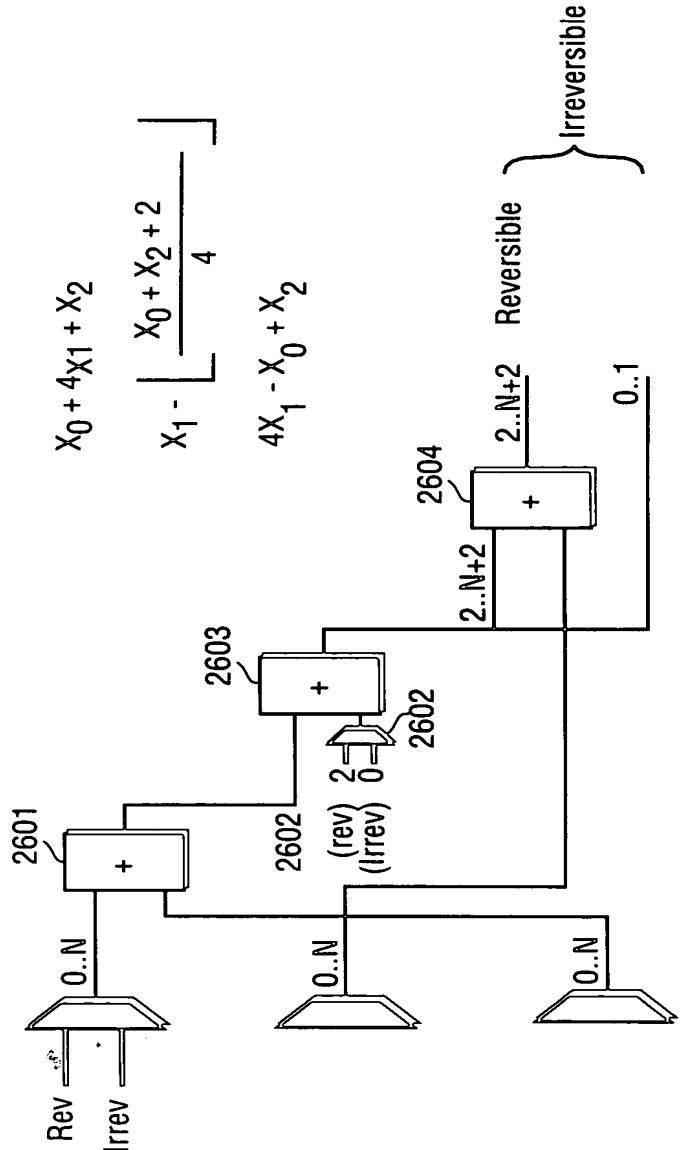 X0 + 4X1 + X2
X1 - [ X0 + X2 + 2
4 ]
4X1 - X0 + X2
Rev
Irrev
0..N
0..N
0..N
2601
+
2602
(rev) 2
(Irrev) 0
2602
2603
+
2..N+2
2604
+
2..N+2
0..1
Reversible
Irreversible